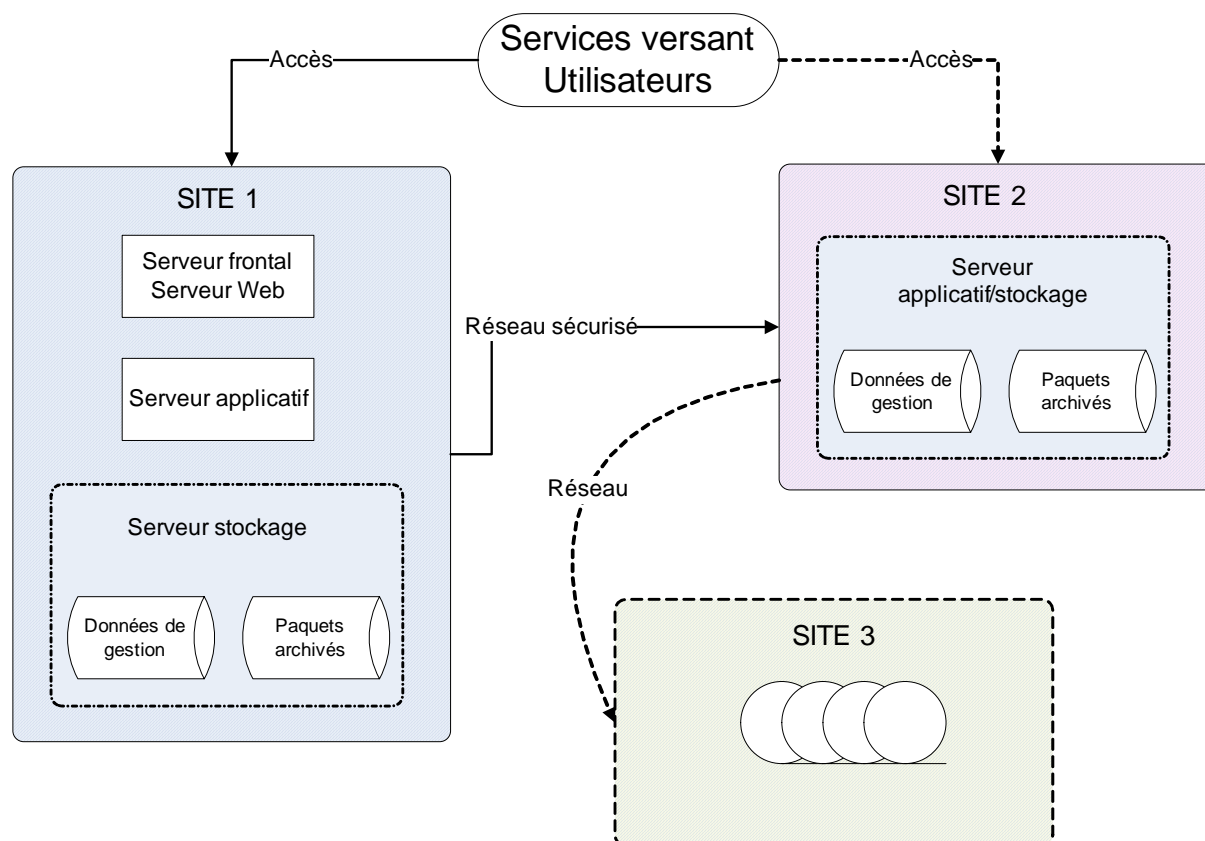 Services versant
Utilisateurs
Accès
Accès
SITE 1
Serveur frontal
Serveur Web
Serveur applicatif
Serveur stockage
Données de
gestion
Paquets
archivés
Réseau sécurisé
SITE 2
Serveur
applicatif/stockage
Données de
gestion
Paquets
archivés
Réseau
SITE 3